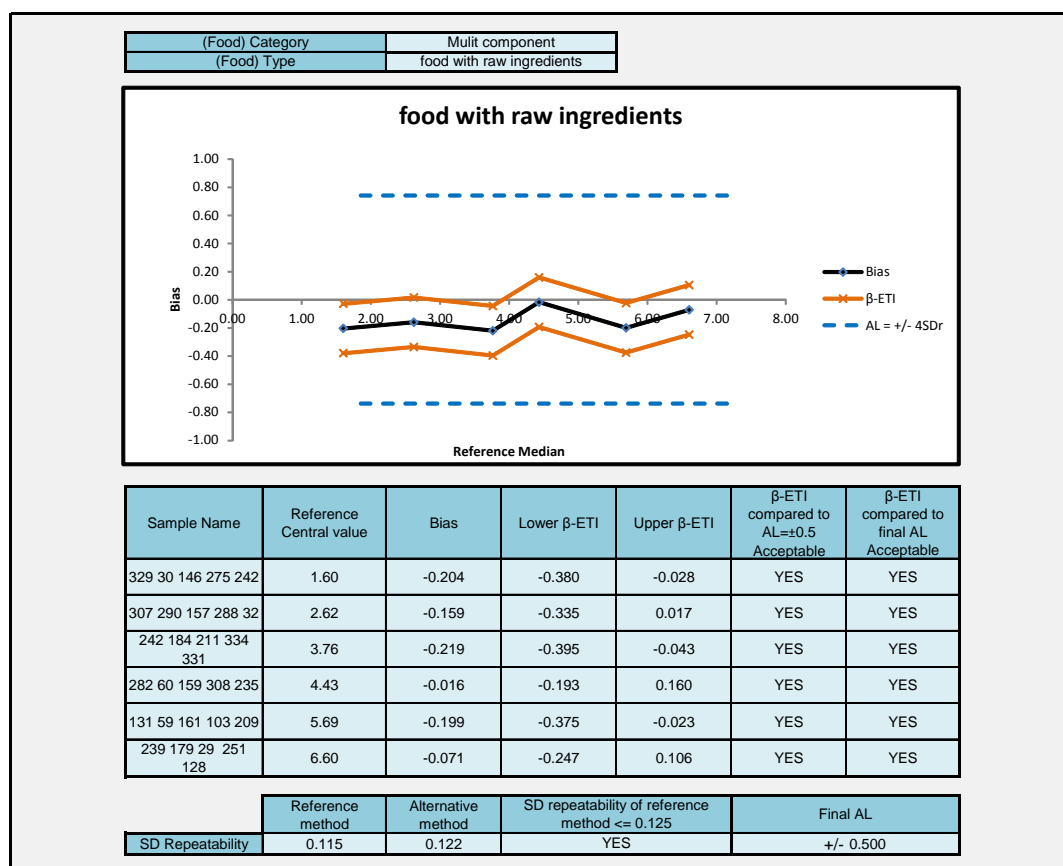 (Food) Category Mulit component
(Food) Type food with raw ingredients
food with raw ingredients
1.00
0.80
0.60
0.40
0.20
0.00
-0.20
-0.40
-0.60
-0.80
-1.00
0.00 1.00 2.00 3.00 4.00 5.00 6.00 7.00 8.00
Bias
Reference Median
Bias
β-ETI
AL = +/- 4SDr
Sample Name Reference Central value Bias Lower β-ETI Upper β-ETI β-ETI compared to AL=±0.5 Acceptable β-ETI compared to final AL Acceptable
329 30 146 275 242 1.60 -0.204 -0.380 -0.028 YES YES
307 290 157 288 32 2.62 -0.159 -0.335 0.017 YES YES
242 184 211 334 331 3.76 -0.219 -0.395 -0.043 YES YES
282 60 159 308 235 4.43 -0.016 -0.193 0.160 YES YES
131 59 161 103 209 5.69 -0.199 -0.375 -0.023 YES YES
239 179 29 251 128 6.60 -0.071 -0.247 0.106 YES YES
Reference method Alternative method SD repeatability of reference method <= 0.125 Final AL
SD Repeatability 0.115 0.122 YES +/- 0.500